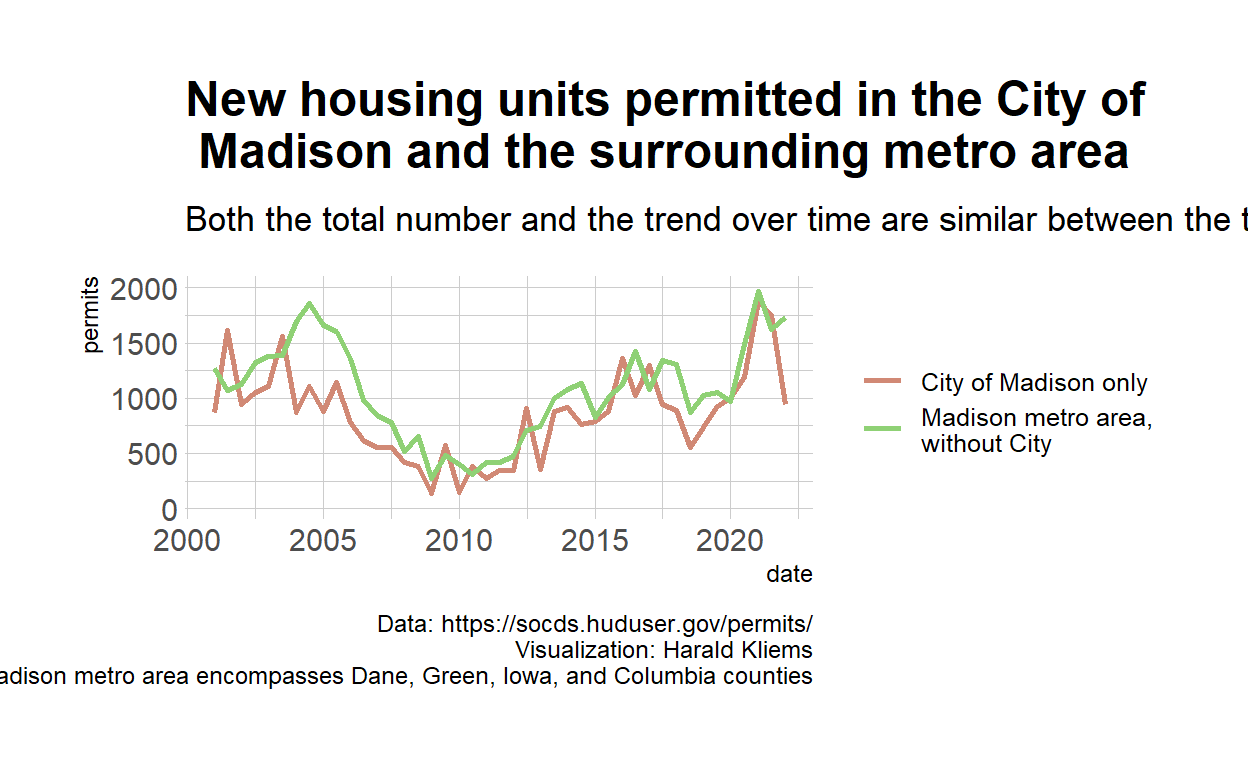 New housing units permitted in the City of
Madison and the surrounding metro area
Both the total number and the trend over time are similar between the
permits
2000
1500
1000
500
0
2000 2005 2010 2015 2020
date
City of Madison only
Madison metro area,
without City
Data: https://socds.huduser.gov/permits/
Visualization: Harald Kliems
metro area encompasses Dane, Green, Iowa, and Columbia counties